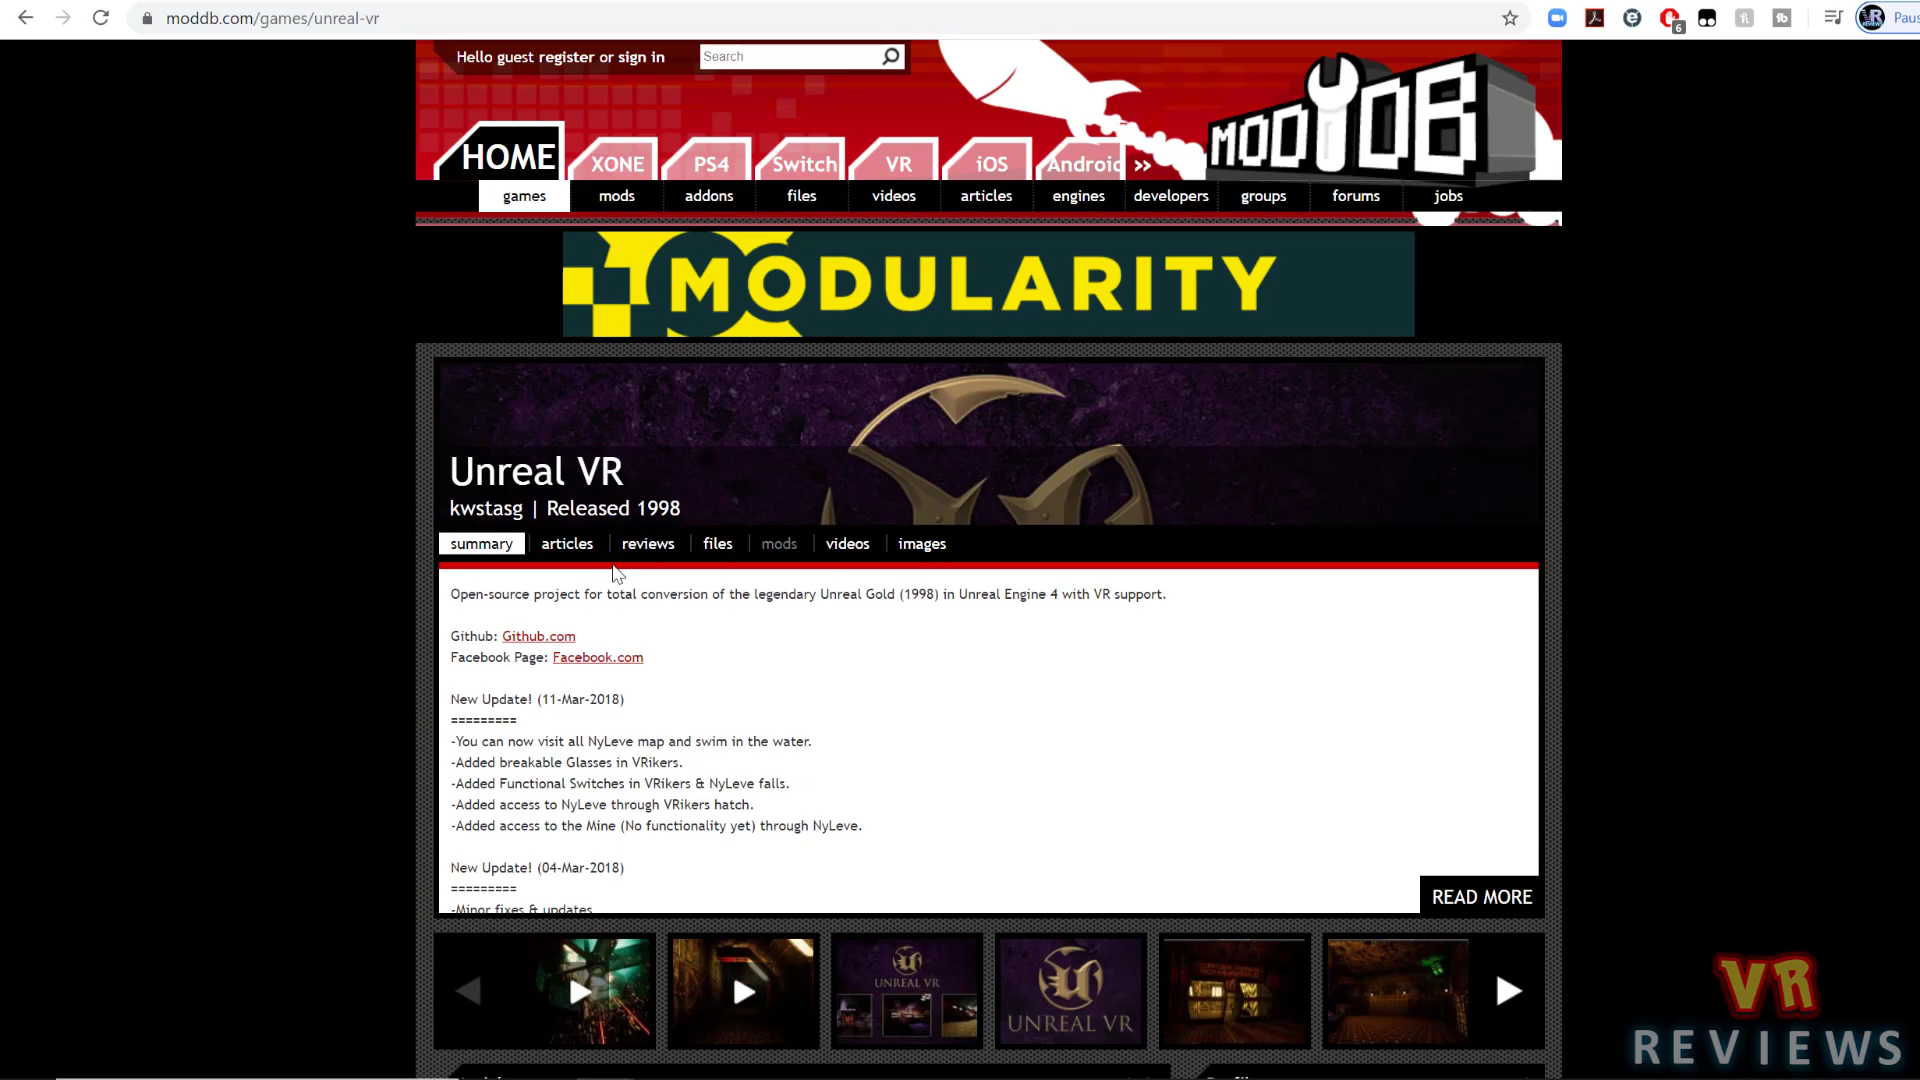 moddb.com/games/unreal-vr
6
Paus
Hello guest register or sign in
Search
MODDB
HOME
XONE
PS4
Switch
VR
iOS
Android
»
games
mods
addons
files
videos
articles
engines
developers
groups
forums
jobs
MODULARITY
Unreal VR
kwstasg | Released 1998
summary
articles
reviews
files
mods
videos
images
Open-source project for total conversion of the legendary Unreal Gold (1998) in Unreal Engine 4 with VR support.
Github: Github.com
Facebook Page: Facebook.com
New Update! (11-Mar-2018)
=========
-You can now visit all NyLeve map and swim in the water.
-Added breakable Glasses in VRikers.
-Added Functional Switches in VRikers & NyLeve falls.
-Added access to NyLeve through VRikers hatch.
-Added access to the Mine (No functionality yet) through NyLeve.
New Update! (04-Mar-2018)
=========
-Minor fixes & updates
READ MORE
UNREAL VR
UNREAL VR
VR
REVIEWS